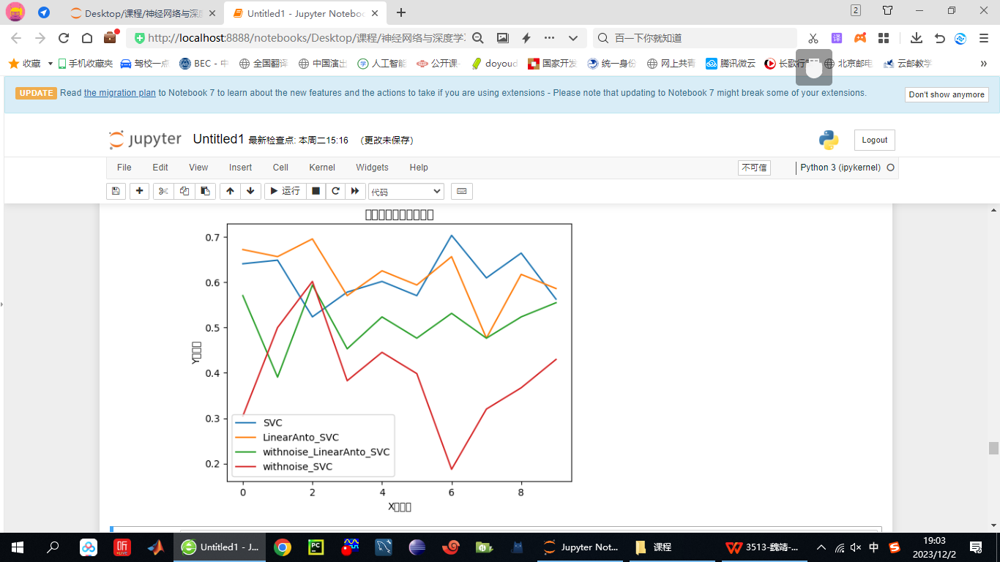 Desktop/课程/神经网络与深度
Untitled1 - Jupyter Notebook
2
http://localhost:8888/notebooks/Desktop/课程/神经网络与深度学习
百一下你就知道
译
收藏 手机收藏夹 驾校一点 BEC - 中 全国翻译 中国演出 人工智能 公开课 doyoud 国家开发 统一身份 网上共青 腾讯微云 长歌行 北京邮电 云邮教学
UPDATE Read the migration plan to Notebook 7 to learn about the new features and the actions to take if you are using extensions - Please note that updating to Notebook 7 might break some of your extensions.
Don't show anymore
jupyter Untitled1 最新检查点: 本周二15:16 (更改未保存)
Logout
File Edit View Insert Cell Kernel Widgets Help
不可信 Python 3 (ipykernel)
运行 代码
0.7
0.6
0.5
0.4
0.3
0.2
Y
SVC
LinearAnto_SVC
withnoise_LinearAnto_SVC
withnoise_SVC
0 2 4 6 8
X
听
LIVE
Untitled1 - J...
PC
Jupyter Not...
课程
3513-魏靖-...
中
19:03
2023/12/2